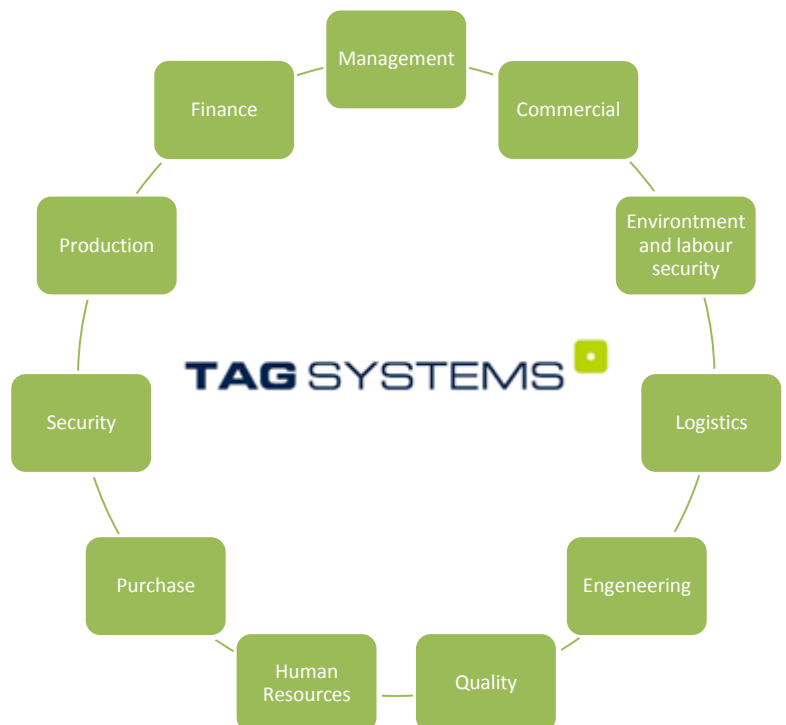 Management
Commercial
Environtment
and labour
security
Logistics
Engeneering
Quality
Human
Resources
Purchase
Security
Production
Finance
TAG SYSTEMS